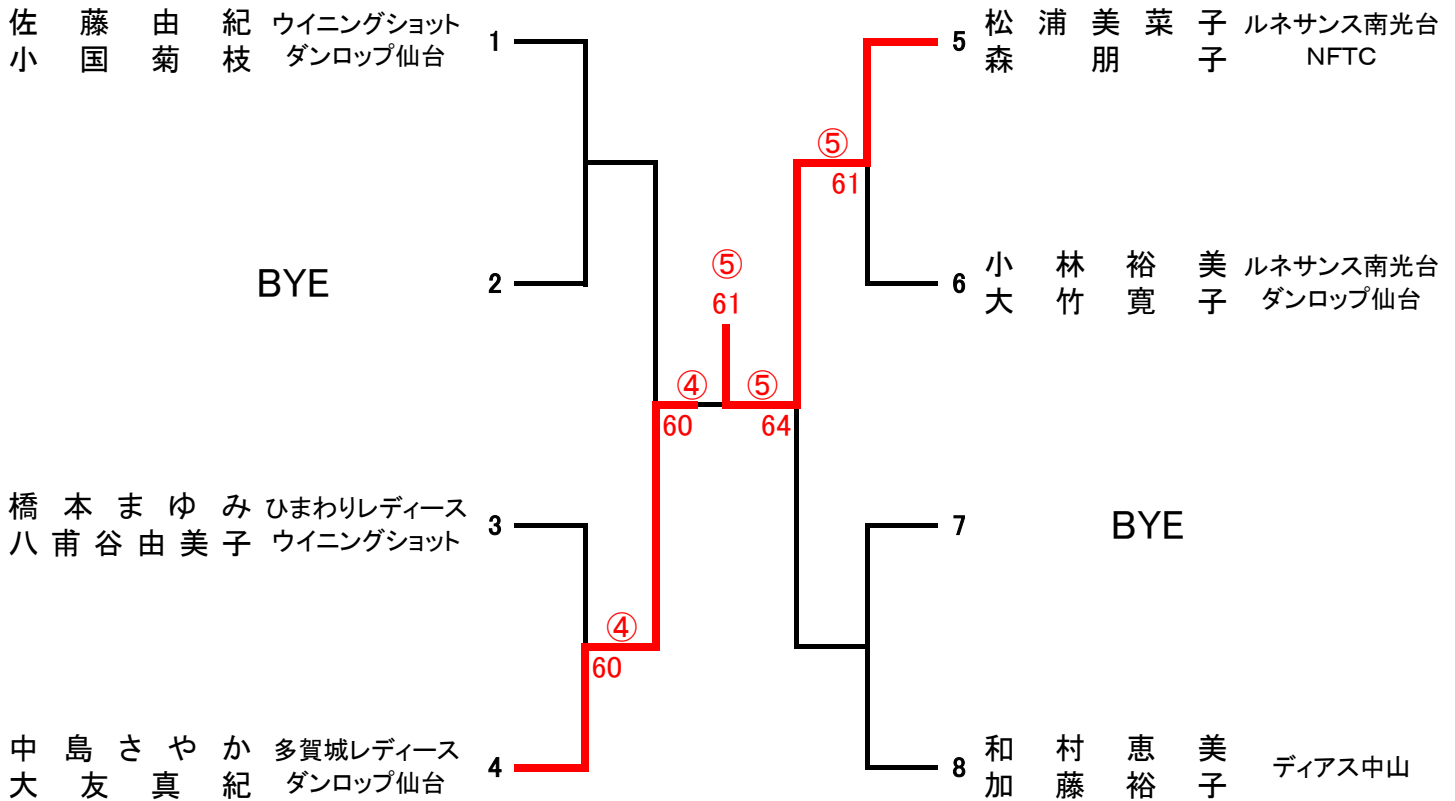 佐藤由紀 ウイニングショット
小国菊枝 ダンロップ仙台
1
BYE
2
橋本まゆみ ひまわりレディース
八甫谷由美子 ウイニングショット
3
中島さやか 多賀城レディース
大友真紀 ダンロップ仙台
4
④
60
④
60
⑤
61
⑤
64
⑤
61
5
松浦美菜子 ルネサンス南光台
森朋子 NFTC
6
小林裕美 ルネサンス南光台
大竹寛子 ダンロップ仙台
7
BYE
8
和村恵美 ディアス中山
加藤裕子